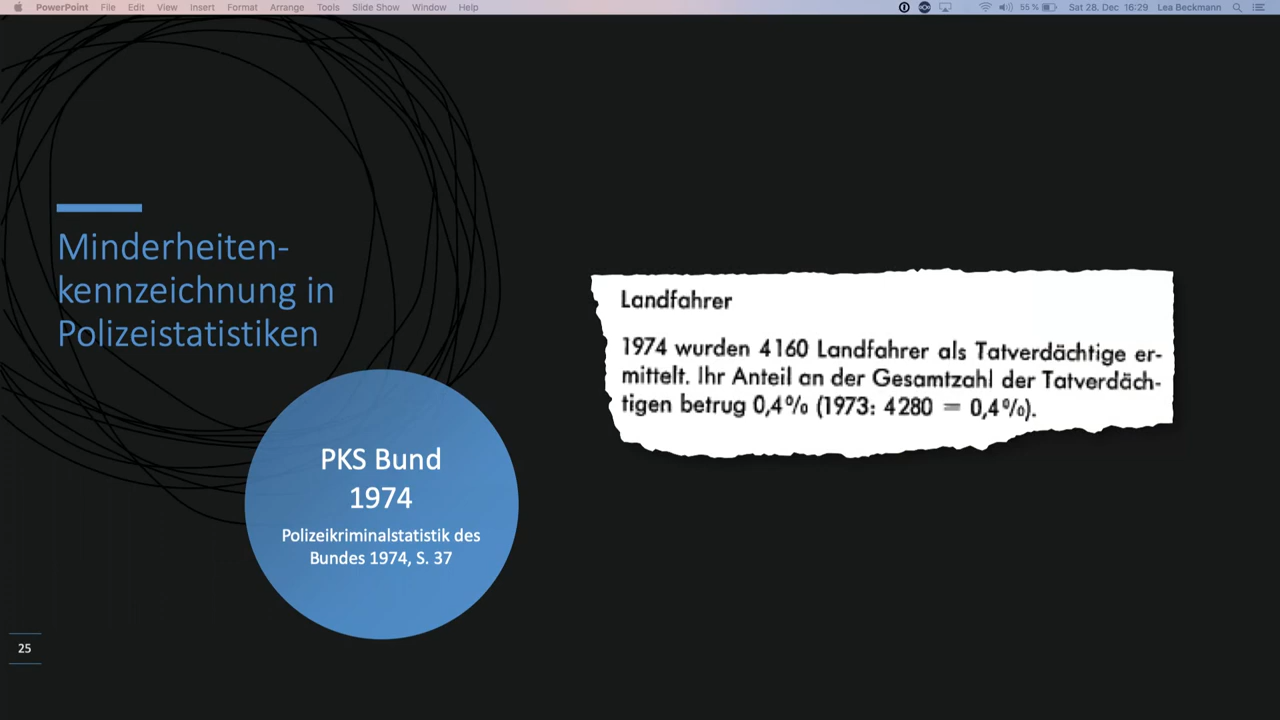 PowerPoint File Edit View Insert Format Arrange Tools Slide Show Window Help 55 % Sat 28. Dec 16:29 Lea Beckmann
Minderheiten-
kennzeichnung in
Polizeistatistiken
PKS Bund
1974
Polizeikriminalstatistik des
Bundes 1974, S. 37
Landfahrer
1974 wurden 4160 Landfahrer als Tatverdächtige er-
mittelt. Ihr Anteil an der Gesamtzahl der Tatverdäch-
tigen betrug 0,4% (1973: 4280 = 0,4%).
25